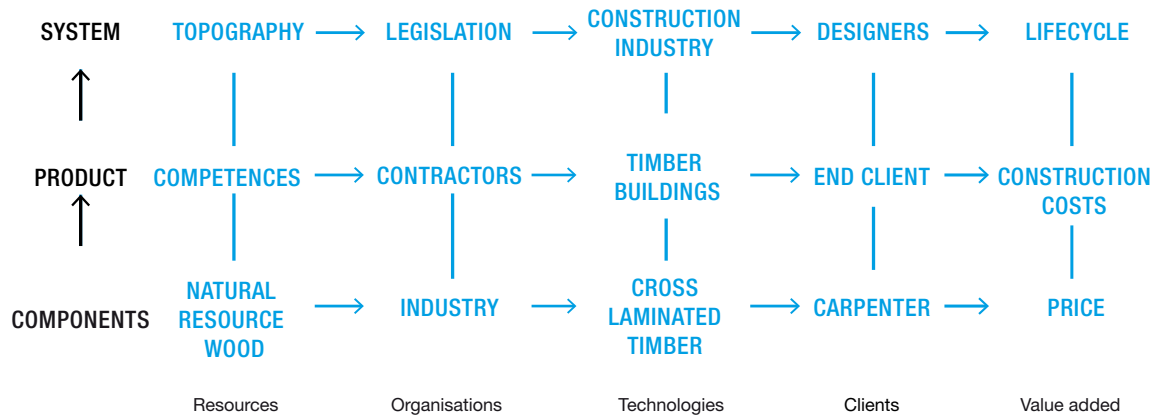 SYSTEM
TOPOGRAPHY
LEGISLATION
CONSTRUCTION
INDUSTRY
DESIGNERS
LIFECYCLE
PRODUCT
COMPETENCES
CONTRACTORS
TIMBER
BUILDINGS
END CLIENT
CONSTRUCTION
COSTS
COMPONENTS
NATURAL
RESOURCE
WOOD
INDUSTRY
CROSS
LAMINATED
TIMBER
CARPENTER
PRICE
Resources
Organisations
Technologies
Clients
Value added